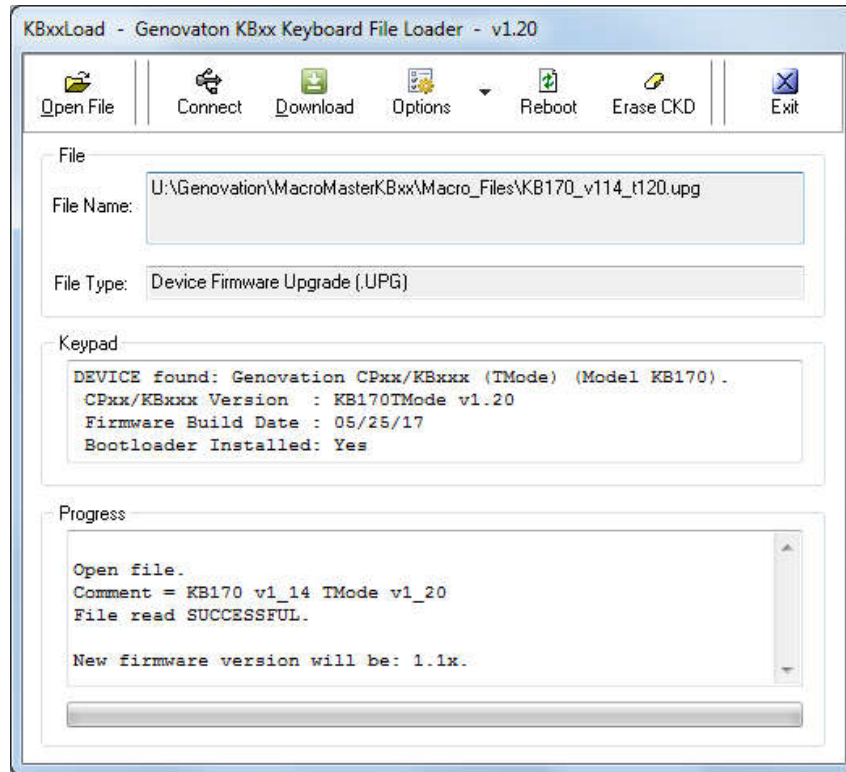 KBxxLoad - Genovaton KBxx Keyboard File Loader - v1.20
Open File Connect Download Options Reboot Erase CKD Exit
File
File Name: U:\Genovation\MacroMasterKBxx\Macro_Files\KB170_v114_t120.upg
File Type: Device Firmware Upgrade (.UPG)
Keypad
DEVICE found: Genovation CPxx/KBxxx (TMode) (Model KB170).
CPxx/KBxxx Version : KB170TMode v1.20
Firmware Build Date : 05/25/17
Bootloader Installed: Yes
Progress
Open file.
Comment = KB170 v1_14 TMode v1_20
File read SUCCESSFUL.
New firmware version will be: 1.1x.